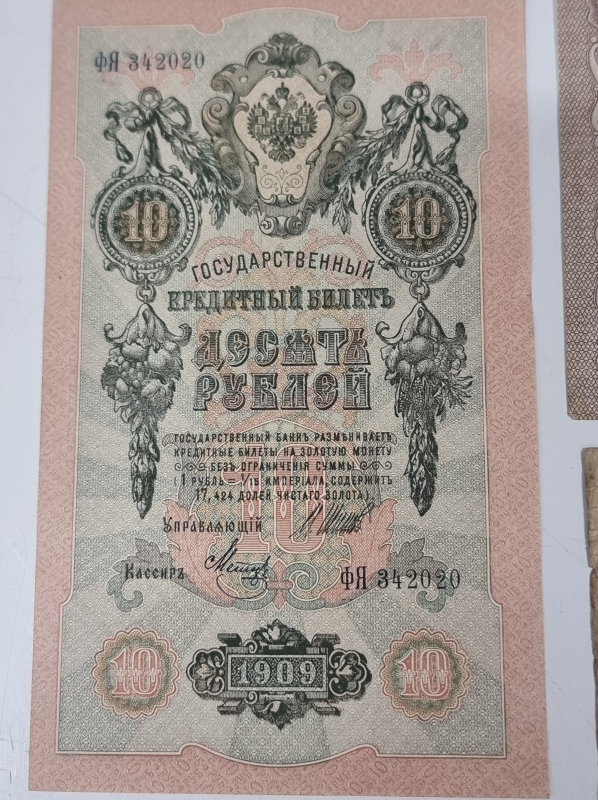 ФЯ 342020
10 10
ГОСУДАРСТВЕННЫЙ
КРЕДИТНЫЙ БИЛЕТЪ
ДЕСЯТЬ
РУБЛЕЙ
ГОСУДАРСТВЕННЫЙ БАНКЪ РАЗМѢНИВАЕТЪ
КРЕДИТНЫЕ БИЛЕТЫ НА ЗОЛОТУЮ МОНЕТУ
БЕЗЪ ОГРАНИЧЕНІЯ СУММЫ
(1 РУБЛЬ = 1/15 ИМПЕРІАЛА, СОДЕРЖИТЪ
17,424 ДОЛЕЙ ЧИСТАГО ЗОЛОТА).
10
УПРАВЛЯЮЩІЙ
КАССИРЪ
ФЯ 342020
10 1909 10